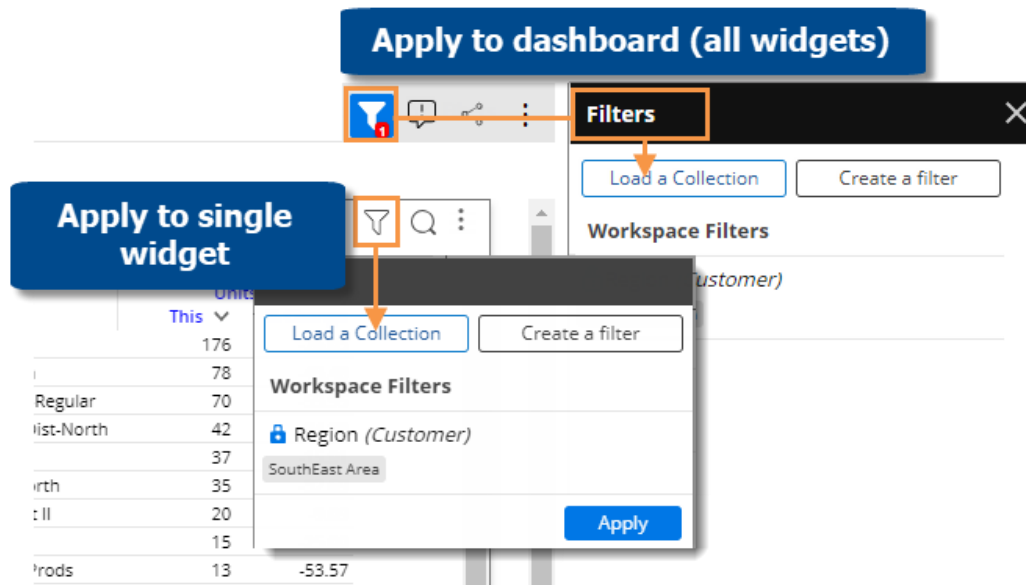 Apply to dashboard (all widgets)
1
Filters
Load a Collection
Create a filter
Workspace Filters
Customer)
Apply to single
widget
Units
This
176
78
Regular 70
Dist-North 42
37
orth 35
t II 20
15
Prods 13 -53.57
Load a Collection
Create a filter
Workspace Filters
Region (Customer)
SouthEast Area
Apply